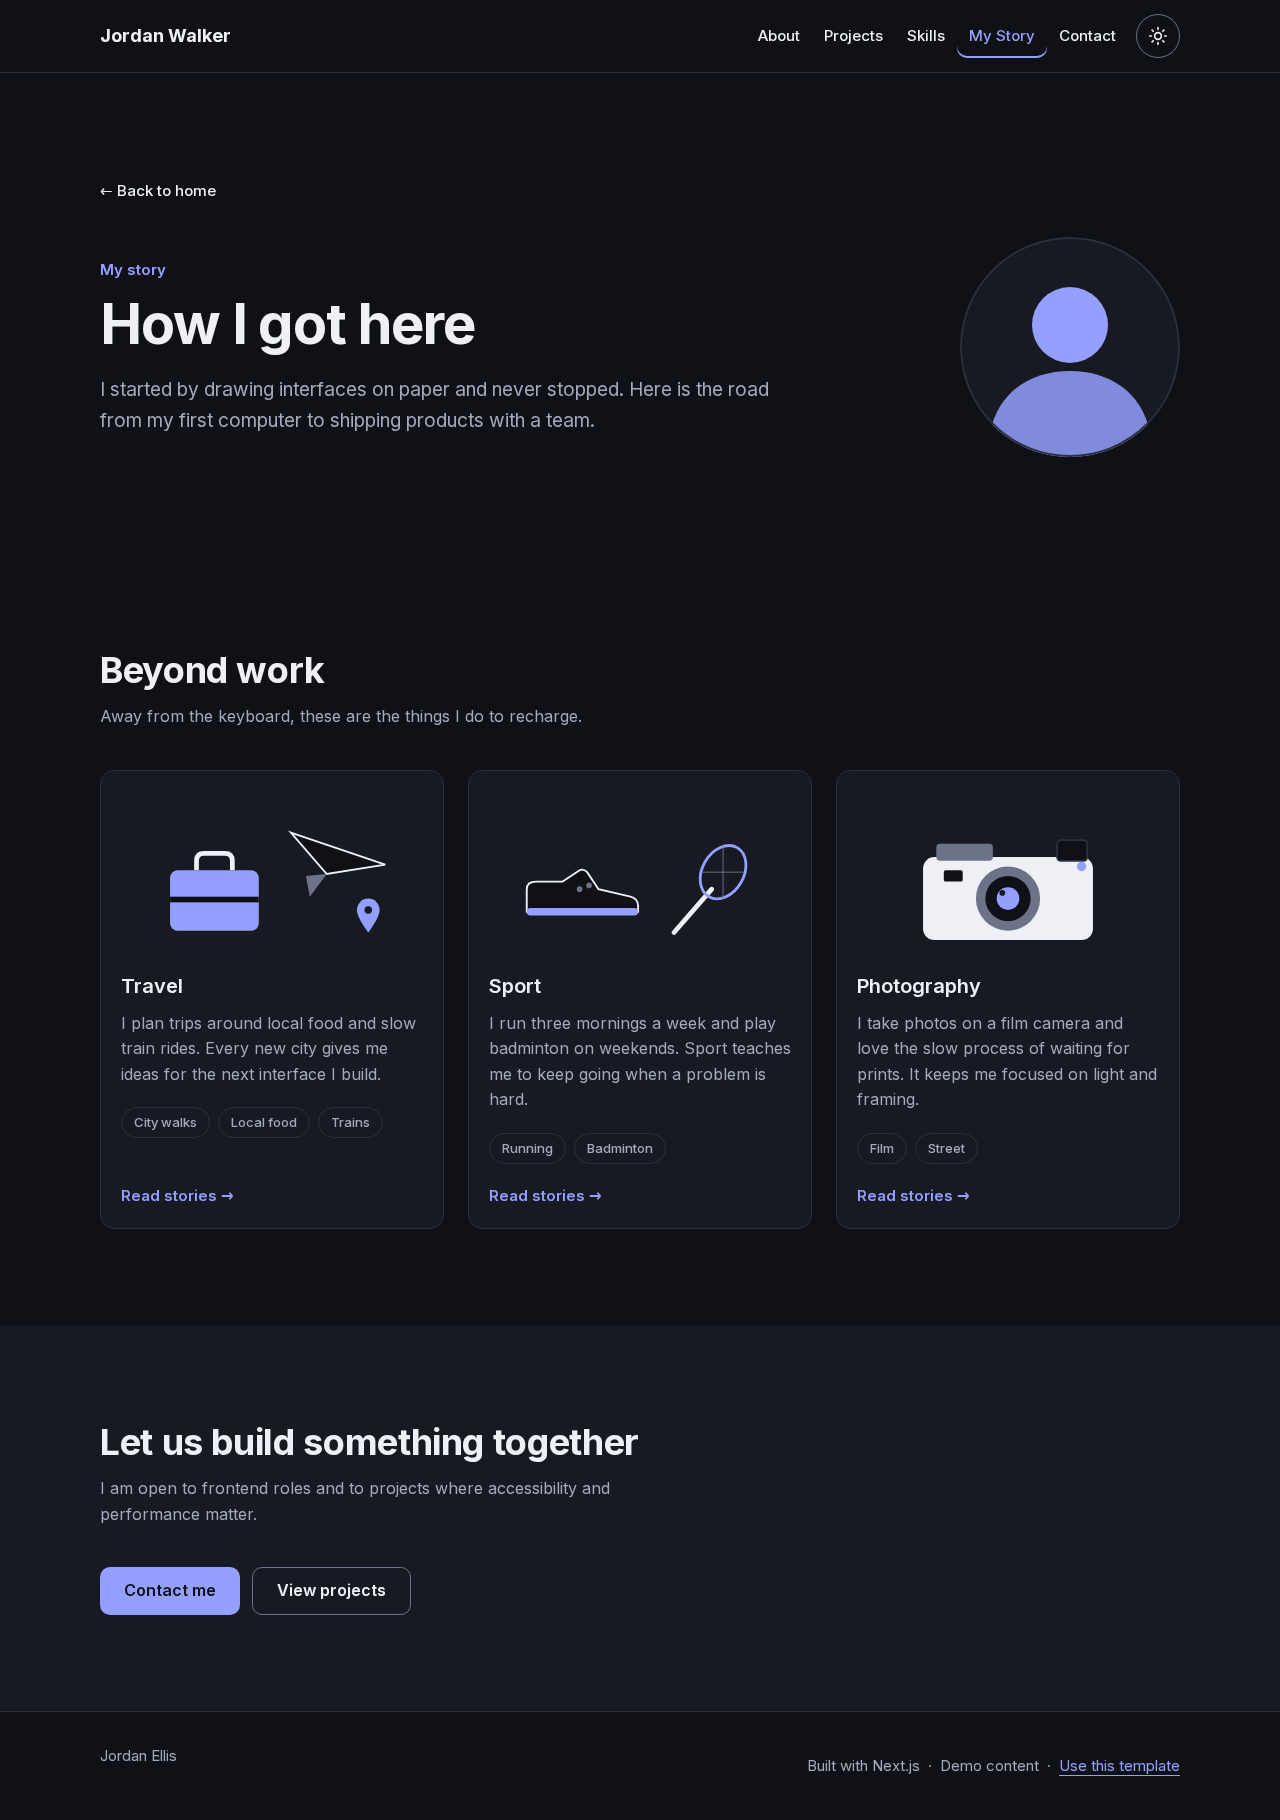 Jordan Walker
About Projects Skills My Story Contact
← Back to home
My story
How I got here
I started by drawing interfaces on paper and never stopped. Here is the road
from my first computer to shipping products with a team.
Beyond work
Away from the keyboard, these are the things I do to recharge.
Travel
I plan trips around local food and slow
train rides. Every new city gives me
ideas for the next interface I build.
City walks Local food Trains
Read stories →
Sport
I run three mornings a week and play
badminton on weekends. Sport teaches
me to keep going when a problem is
hard.
Running Badminton
Read stories →
Photography
I take photos on a film camera and
love the slow process of waiting for
prints. It keeps me focused on light and
framing.
Film Street
Read stories →
Let us build something together
I am open to frontend roles and to projects where accessibility and
performance matter.
Contact me View projects
Jordan Ellis
Built with Next.js · Demo content · Use this template